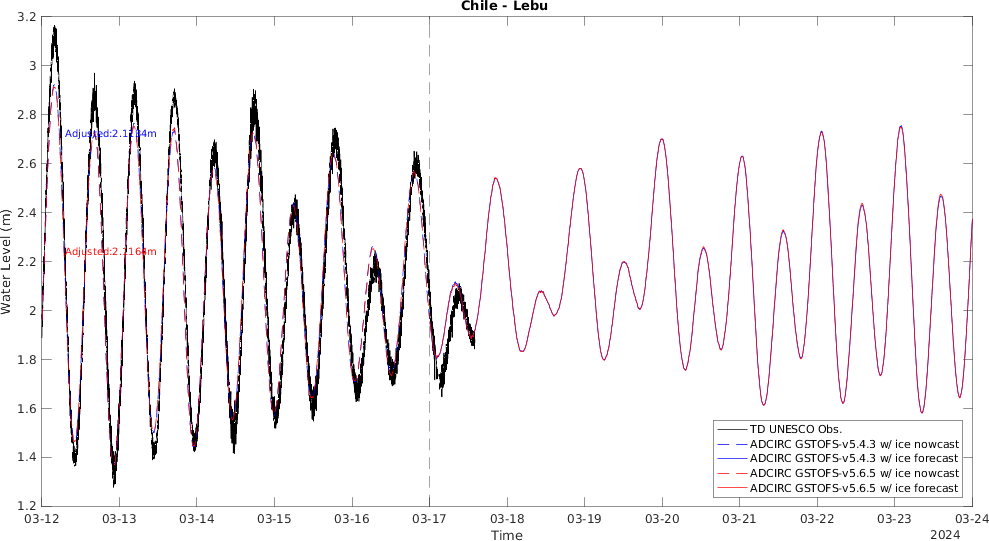 Chile - Lebu
3.2
3
2.8
2.6
2.4
2.2
2
1.8
1.6
1.4
1.2
Water Level (m)
Adjusted:2.1184m
Adjusted:2.1164m
TD UNESCO Obs.
ADCIRC GSTOFS-v5.4.3 w/ ice nowcast
ADCIRC GSTOFS-v5.4.3 w/ ice forecast
ADCIRC GSTOFS-v5.6.5 w/ ice nowcast
ADCIRC GSTOFS-v5.6.5 w/ ice forecast
03-12 03-13 03-14 03-15 03-16 03-17 03-18 03-19 03-20 03-21 03-22 03-23 03-24
Time
2024